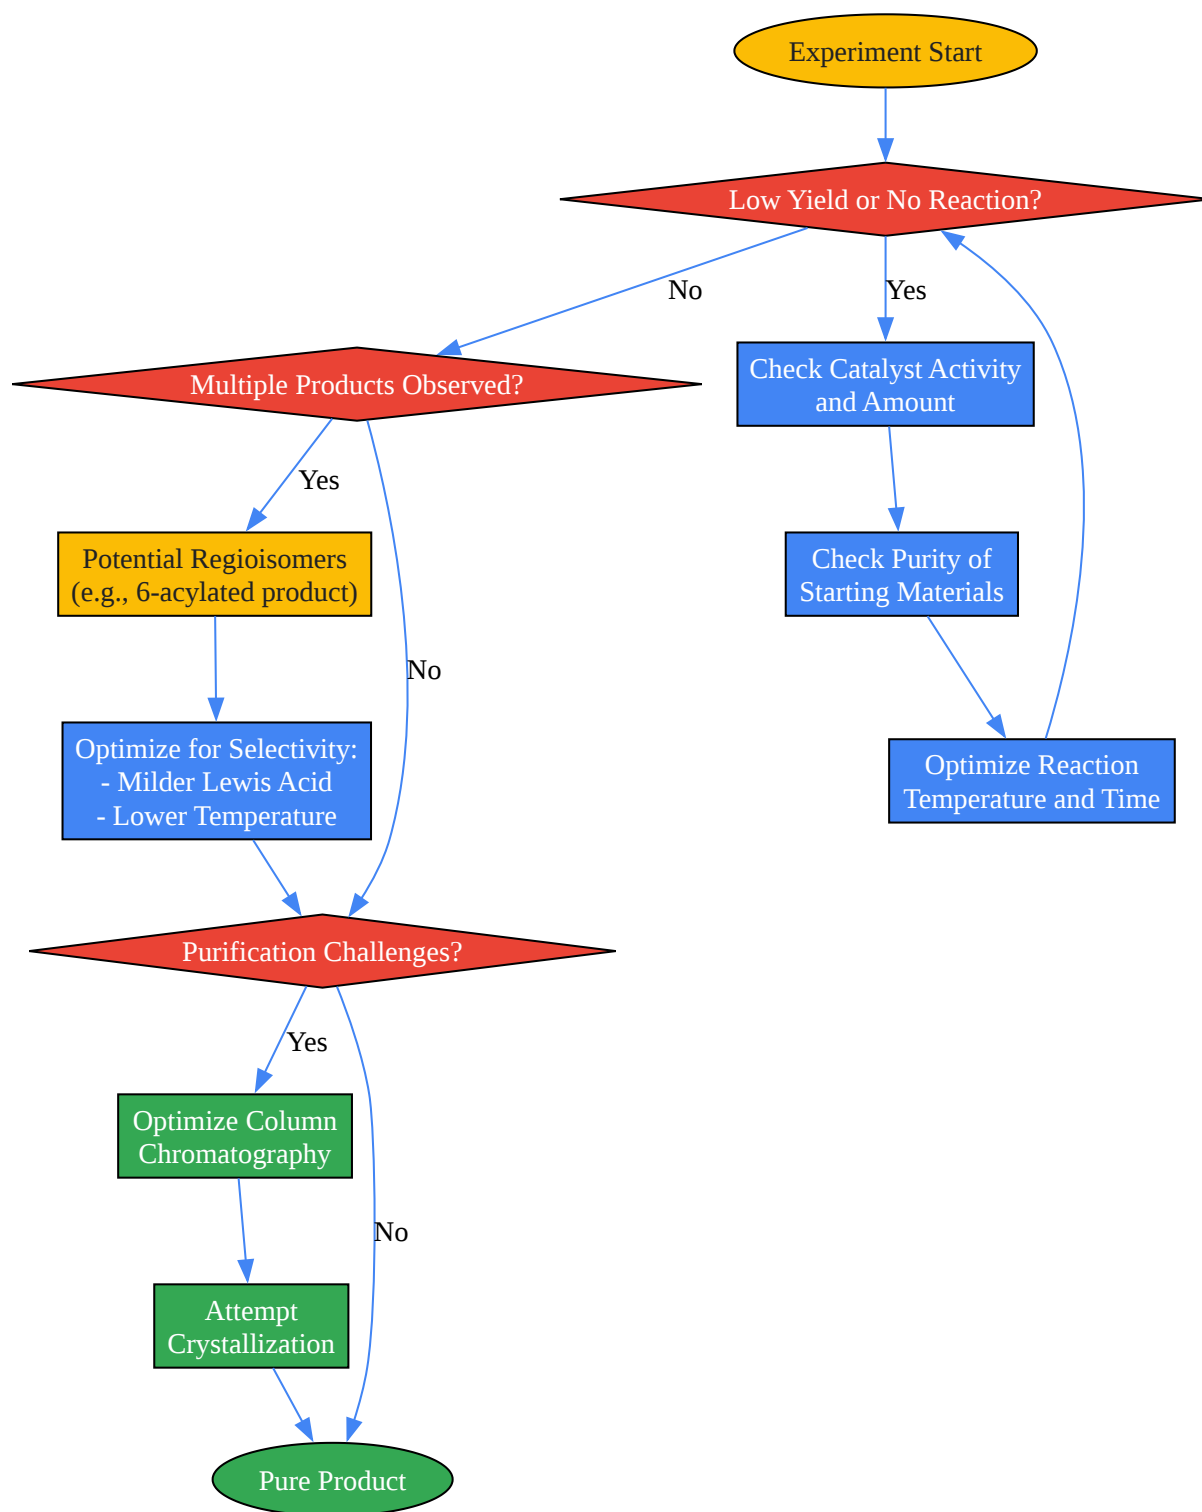 Experiment Start
Low Yield or No Reaction?
No
Yes
Multiple Products Observed?
Check Catalyst Activity
and Amount
Yes
Potential Regioisomers
(e.g., 6-acylated product)
Check Purity of
Starting Materials
No
Optimize for Selectivity:
- Milder Lewis Acid
- Lower Temperature
Optimize Reaction
Temperature and Time
Purification Challenges?
Yes
Optimize Column
Chromatography
No
Attempt
Crystallization
Pure Product